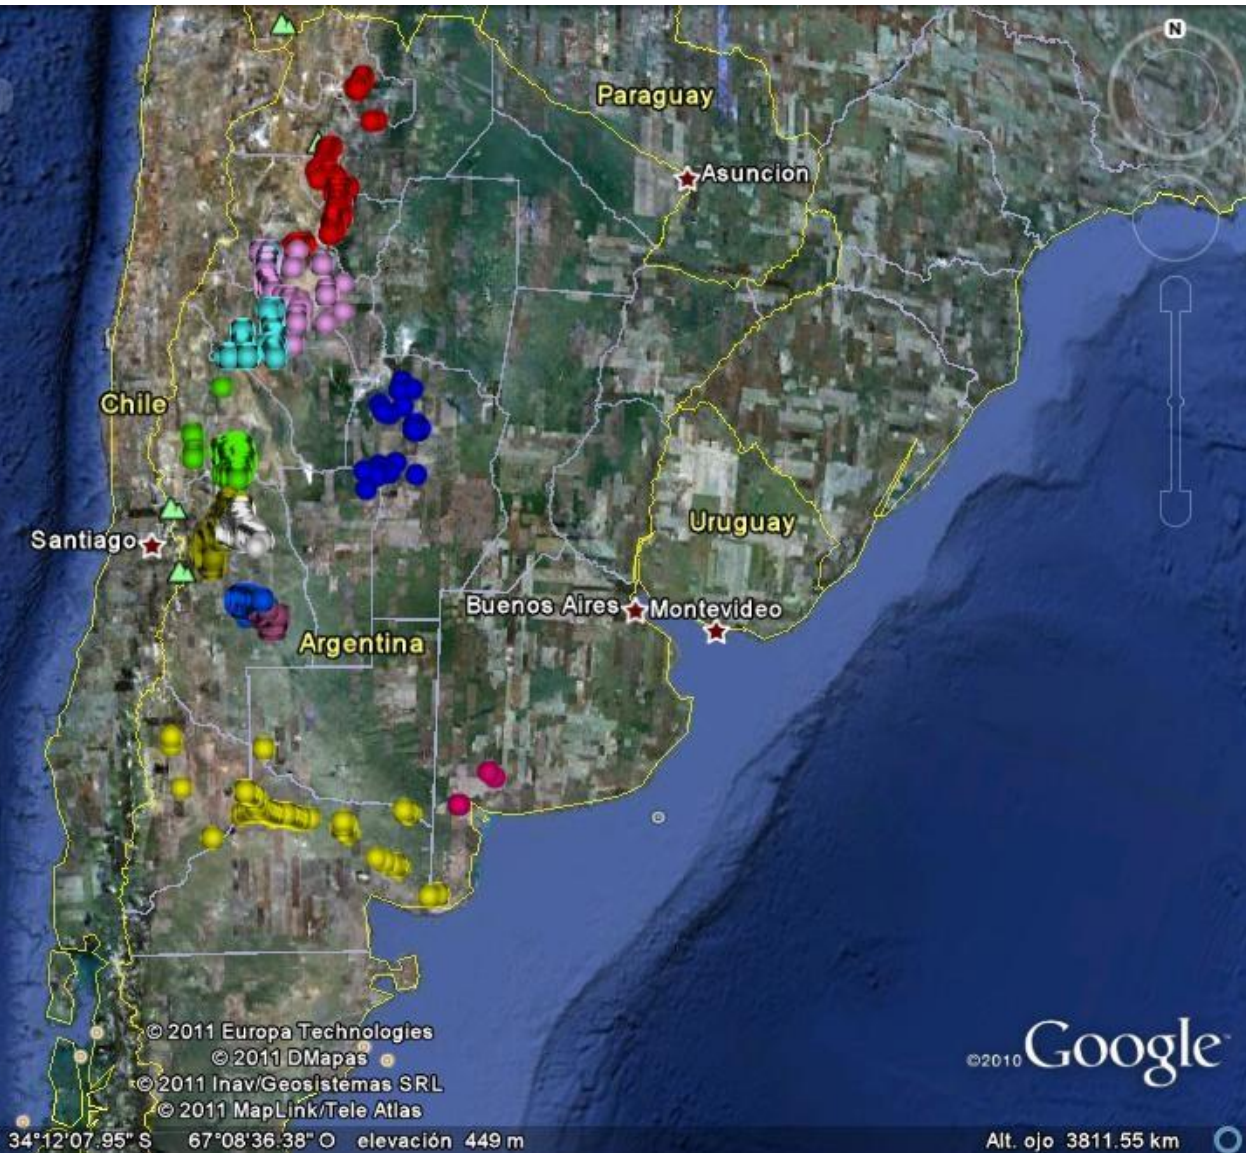 N
Paraguay
Asuncion
Chile
Santiago
Uruguay
Buenos Aires
Montevideo
Argentina
© 2011 Europa Technologies
© 2011 DMapas
© 2011 Inav/Geosistemas SRL
© 2011 MapLink/Tele Atlas
©2010 Google
34°12'07.95" S 67°08'36.38" O elevación 449 m Alt. ojo 3811.55 km